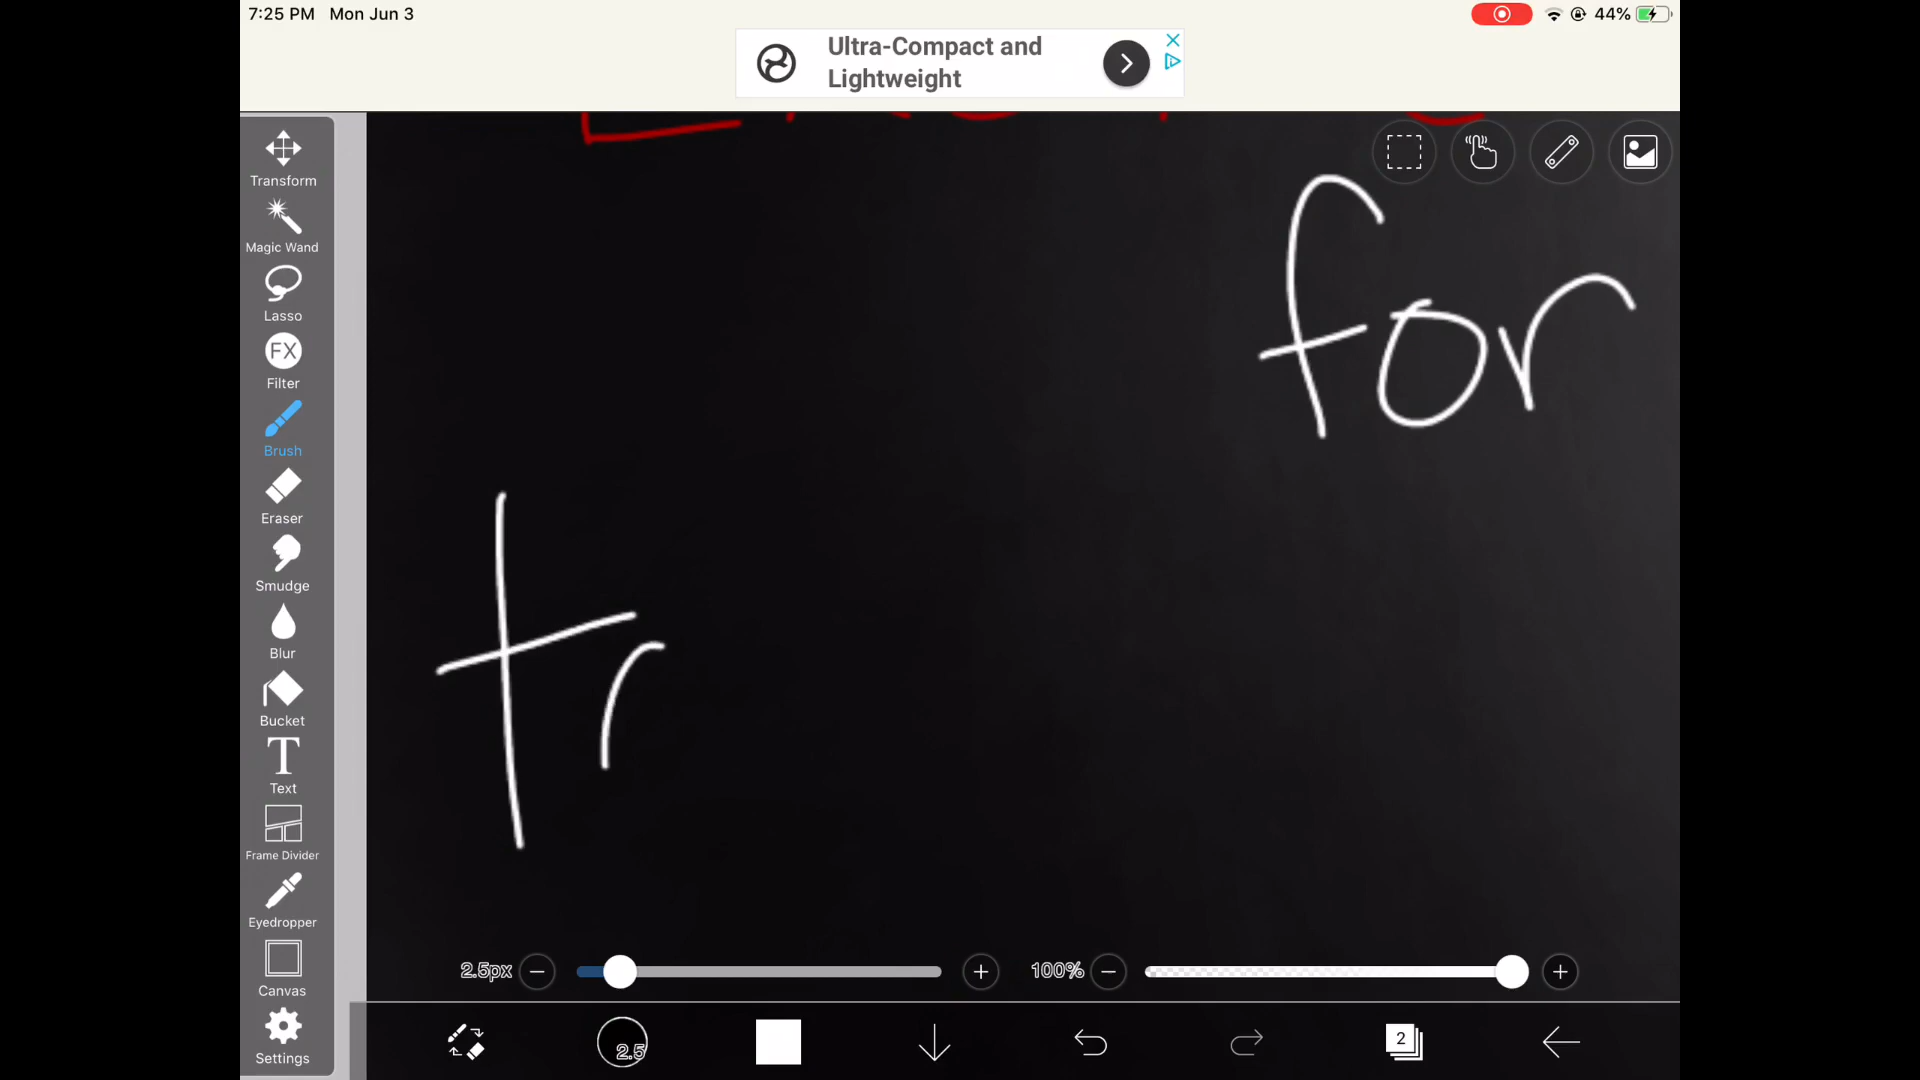 7:25 PM Mon Jun 3
44%
Ultra-Compact and
Lightweight
Transform
Magic Wand
Lasso
FX
Filter
Brush
Eraser
Smudge
Blur
Bucket
T
Text
Frame Divider
Eyedropper
Canvas
Settings
for
tr
2.5px
100%
2.5
2